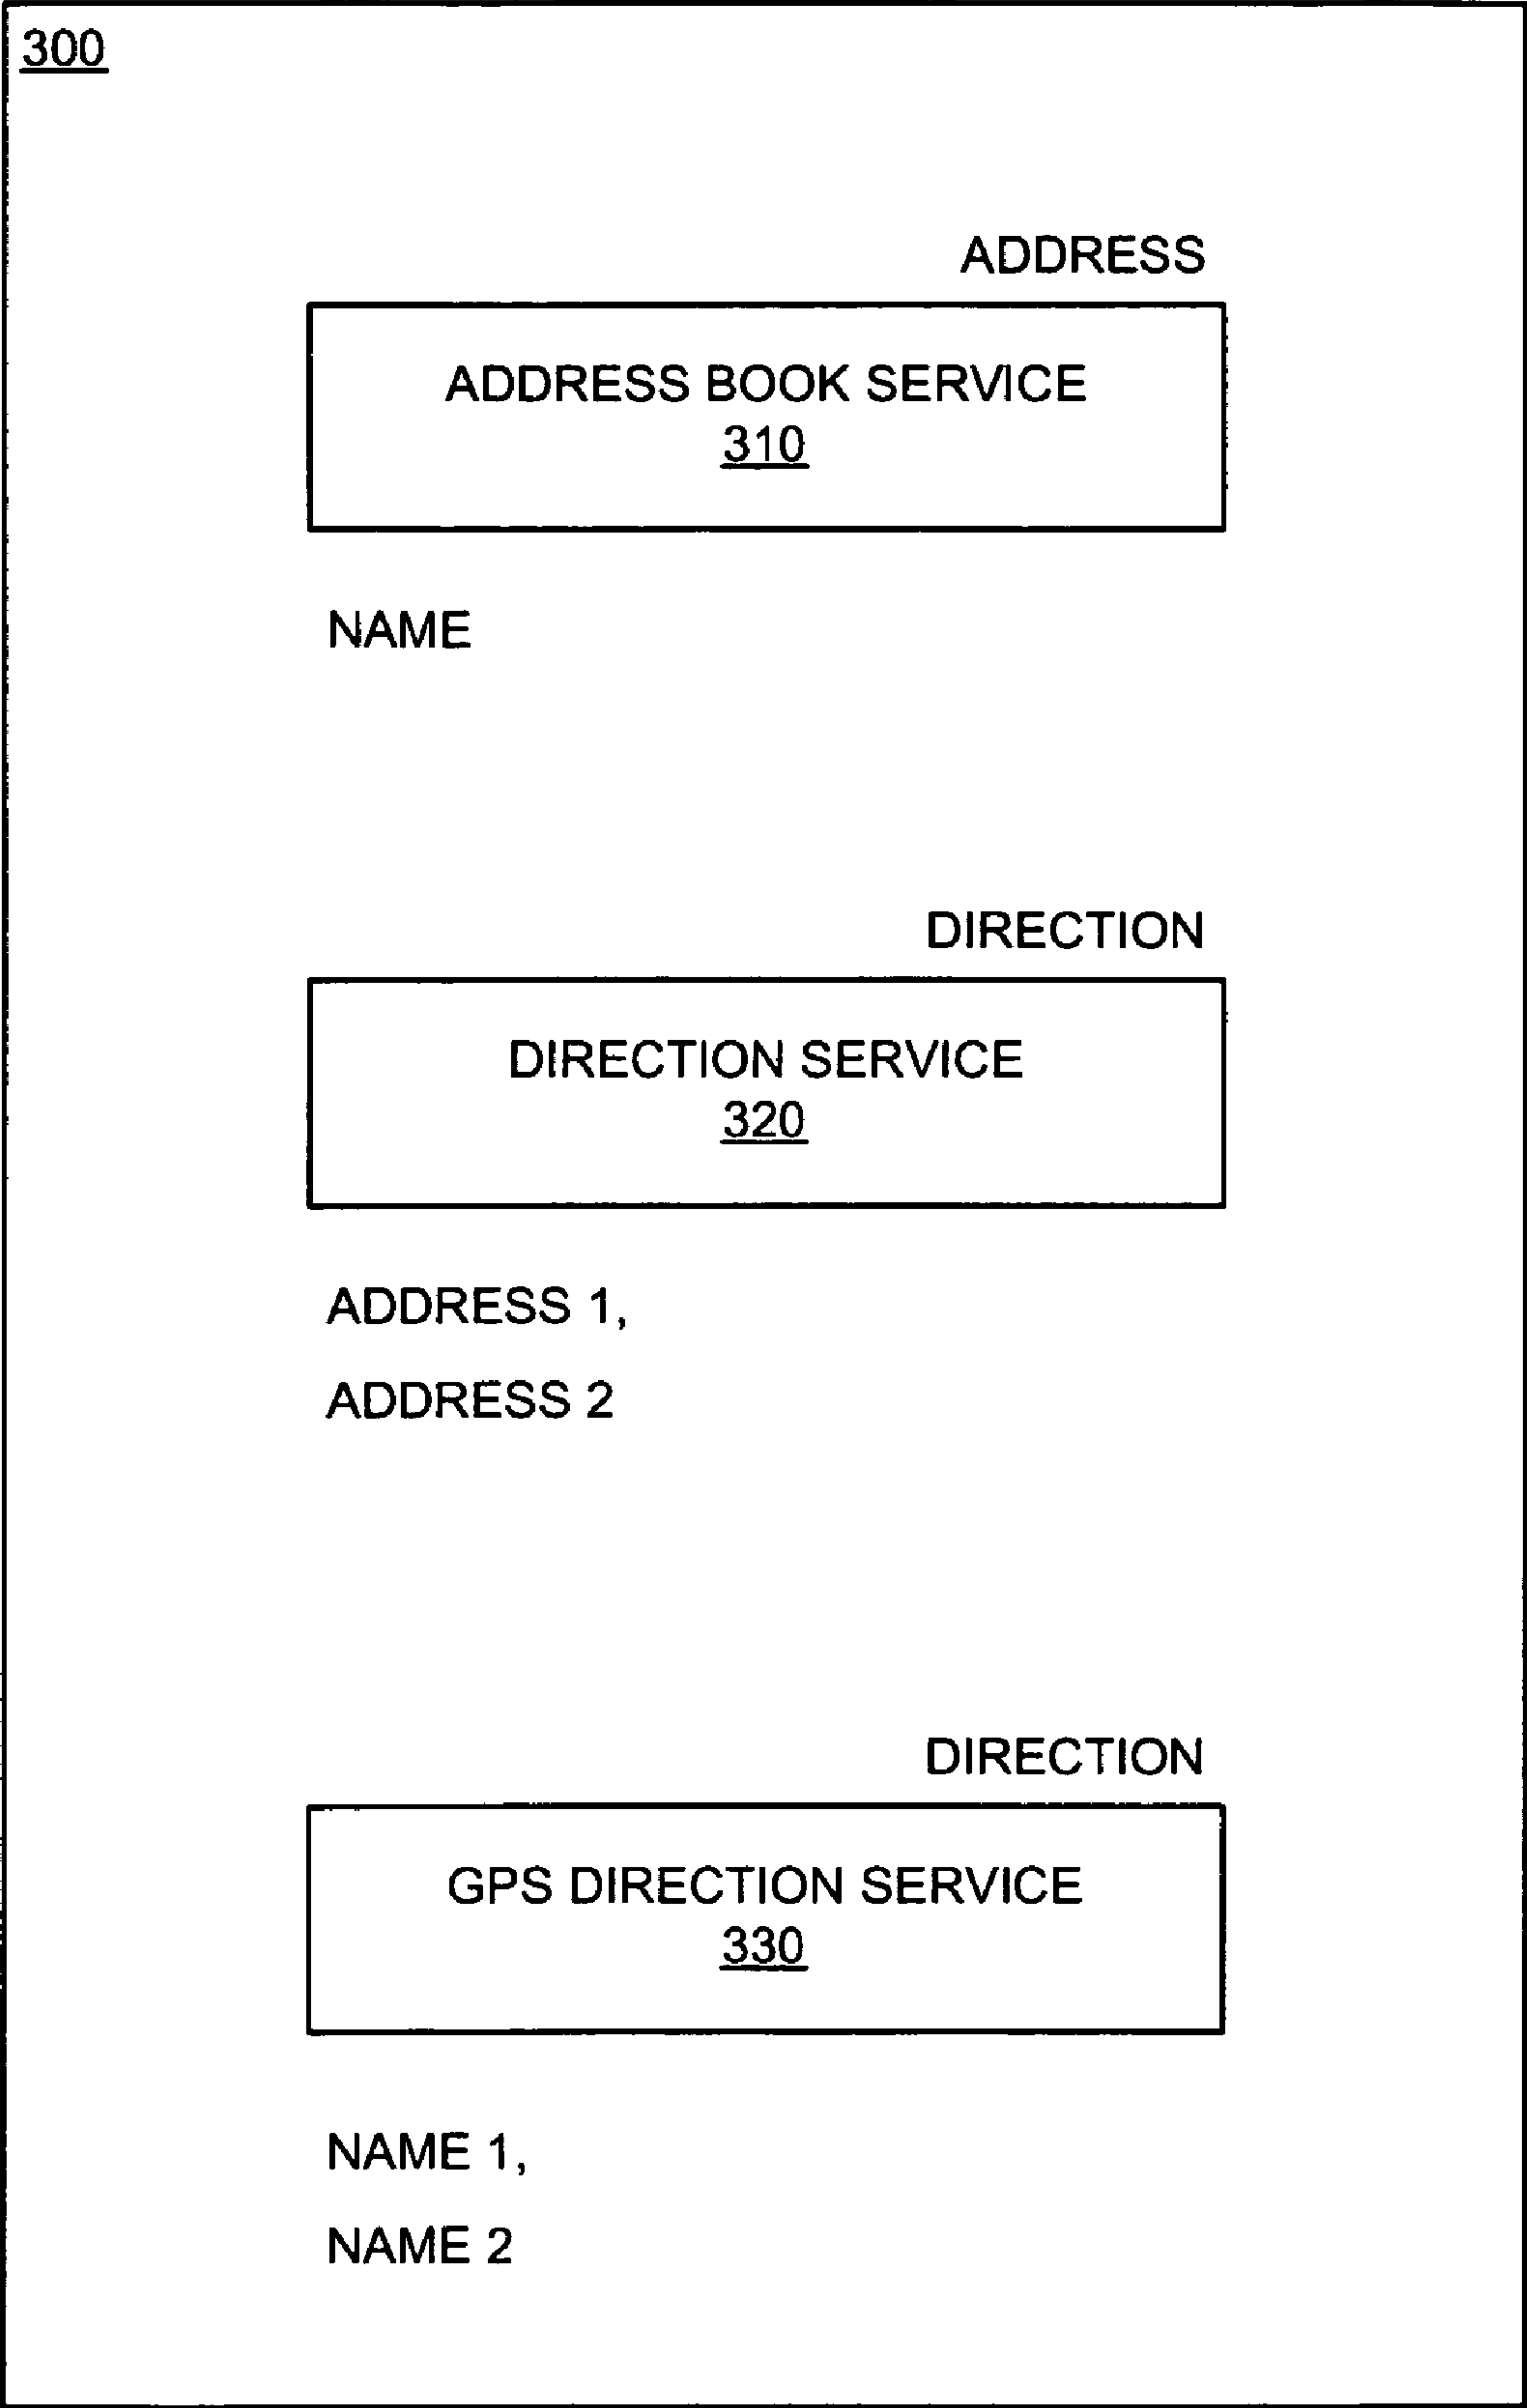 300
ADDRESS
ADDRESS BOOK SERVICE
310
NAME
DIRECTION
DIRECTION SERVICE
320
ADDRESS 1,
ADDRESS 2
DIRECTION
GPS DIRECTION SERVICE
330
NAME 1,
NAME 2